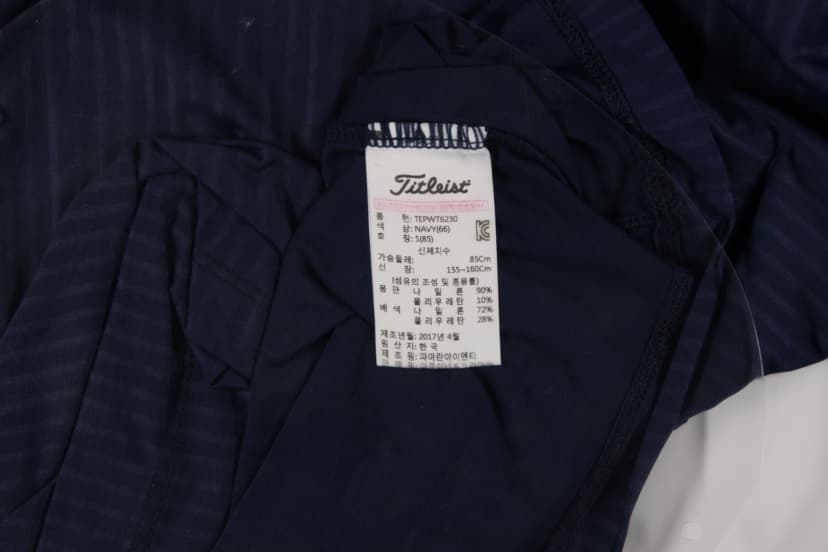 Titleist
품 번: TEPWT6230
색 상: NAVY(66)
호 칭: S(85)
신체치수
가슴둘레: 85Cm
신 장: 155~160Cm
(섬유의 조성 및 혼용률)
몸 판 나 일 론 90%
폴 리 우 레 탄 10%
배 색 나 일 론 72%
폴 리 우 레 탄 28%
제조년월: 2017년 4월
원 산 지: 한 국
제 조 원: 파마린아이앤티